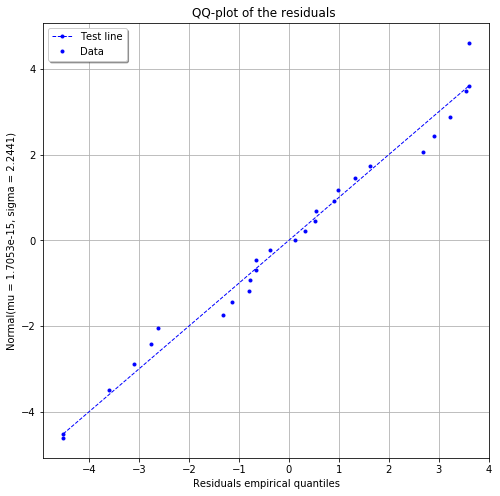 QQ-plot of the residuals
Test line
Data
4
2
0
−2
−4
Normal(mu = 1.7053e-15, sigma = 2.2441)
−4 −3 −2 −1 0 1 2 3 4
Residuals empirical quantiles